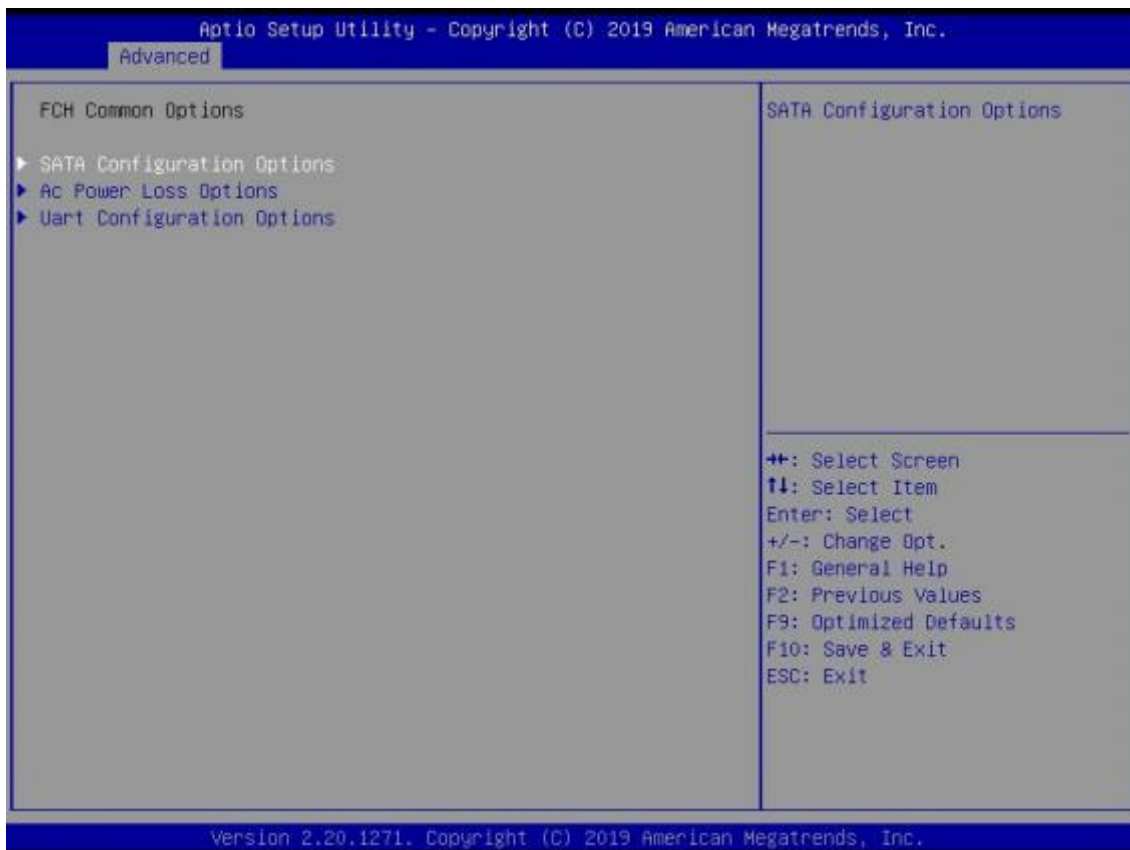 Aptio Setup Utility - Copyright (C) 2019 American Megatrends, Inc.
Advanced
FCH Common Options
SATA Configuration Options
Ac Power Loss Options
Uart Configuration Options
SATA Configuration Options
→←: Select Screen
↑↓: Select Item
Enter: Select
+/-: Change Opt.
F1: General Help
F2: Previous Values
F9: Optimized Defaults
F10: Save & Exit
ESC: Exit
Version 2.20.1271. Copyright (C) 2019 American Megatrends, Inc.